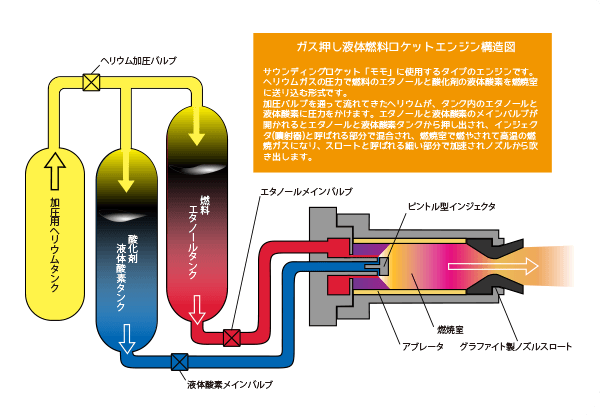 ガス押し液体燃料ロケットエンジン構造図
サウンディングロケット「モモ」に使用するタイプのエンジンです。
ヘリウムガスの圧力で燃料のエタノールと酸化剤の液体酸素を燃焼室
に送り込む形式です。
加圧バルブを通って流れてきたヘリウムが、タンク内のエタノールと
液体酸素に圧力をかけます。エタノールと液体酸素のメインバルブが
開かれるとエタノールと液体酸素タンクから押し出され、インジェク
タ(噴射器)と呼ばれる部分で混合され、燃焼室で燃やされて高温の燃
焼ガスになり、スロートと呼ばれる細い部分で加速されノズルから吹
き出します。
ヘリウム加圧バルブ
加圧用ヘリウムタンク
酸化剤
液体酸素タンク
燃料
エタノールタンク
エタノールメインバルブ
ピントル型インジェクタ
燃焼室
アブレータ
グラファイト製ノズルスロート
液体酸素メインバルブ